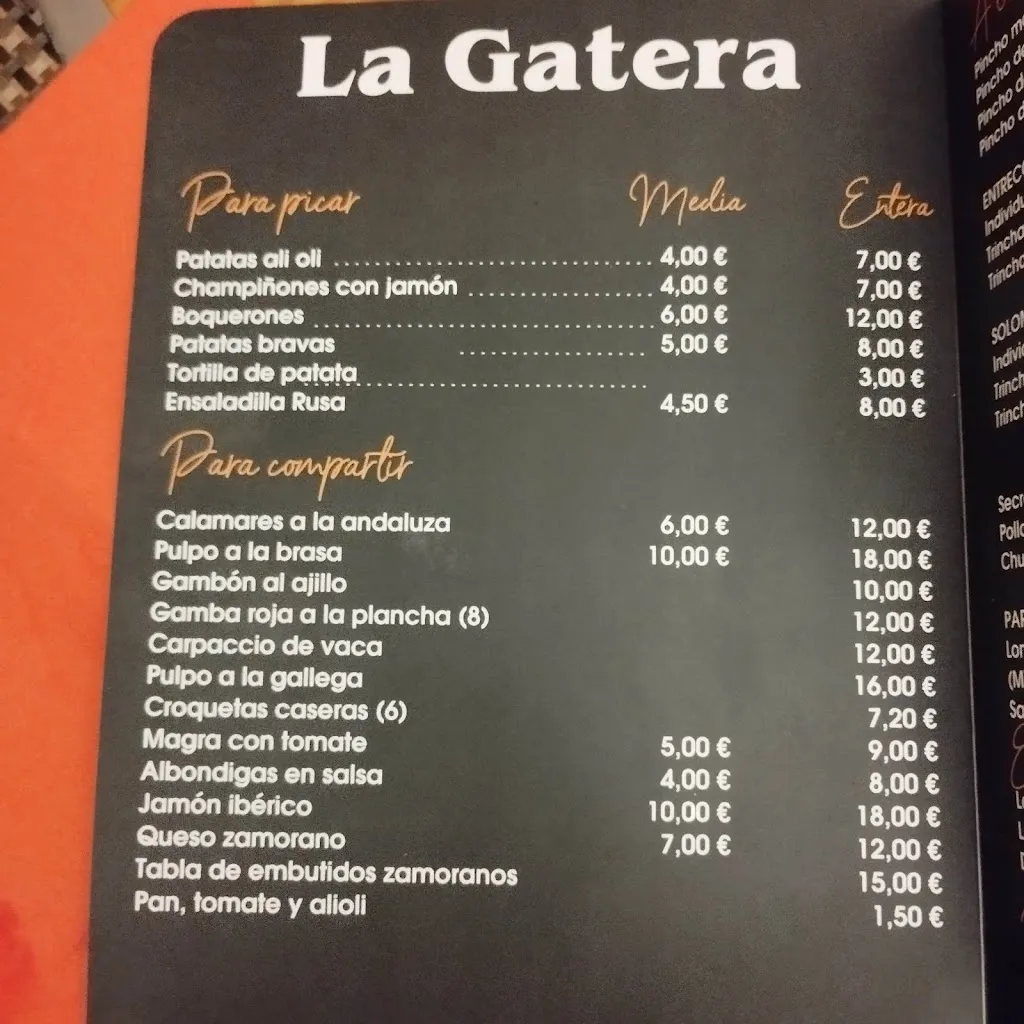 La Gatera
Para picar Media Entera
Patatas ali oli ........................................ 4,00 € 7,00 €
Champiñones con jamón ....................... 4,00 € 7,00 €
Boquerones .......................................... 6,00 € 12,00 €
Patatas bravas ....................... 5,00 € 8,00 €
Tortilla de patata .................................... 3,00 €
Ensaladilla Rusa 4,50 € 8,00 €
Para compartir
Calamares a la andaluza 6,00 € 12,00 €
Pulpo a la brasa 10,00 € 18,00 €
Gambón al ajillo 10,00 €
Gamba roja a la plancha (8) 12,00 €
Carpaccio de vaca 12,00 €
Pulpo a la gallega 16,00 €
Croquetas caseras (6) 7,20 €
Magra con tomate 5,00 € 9,00 €
Albondigas en salsa 4,00 € 8,00 €
Jamón ibérico 10,00 € 18,00 €
Queso zamorano 7,00 € 12,00 €
Tabla de embutidos zamoranos 15,00 €
Pan, tomate y alioli 1,50 €
Pincho
Pincho
Pincho
Pincho